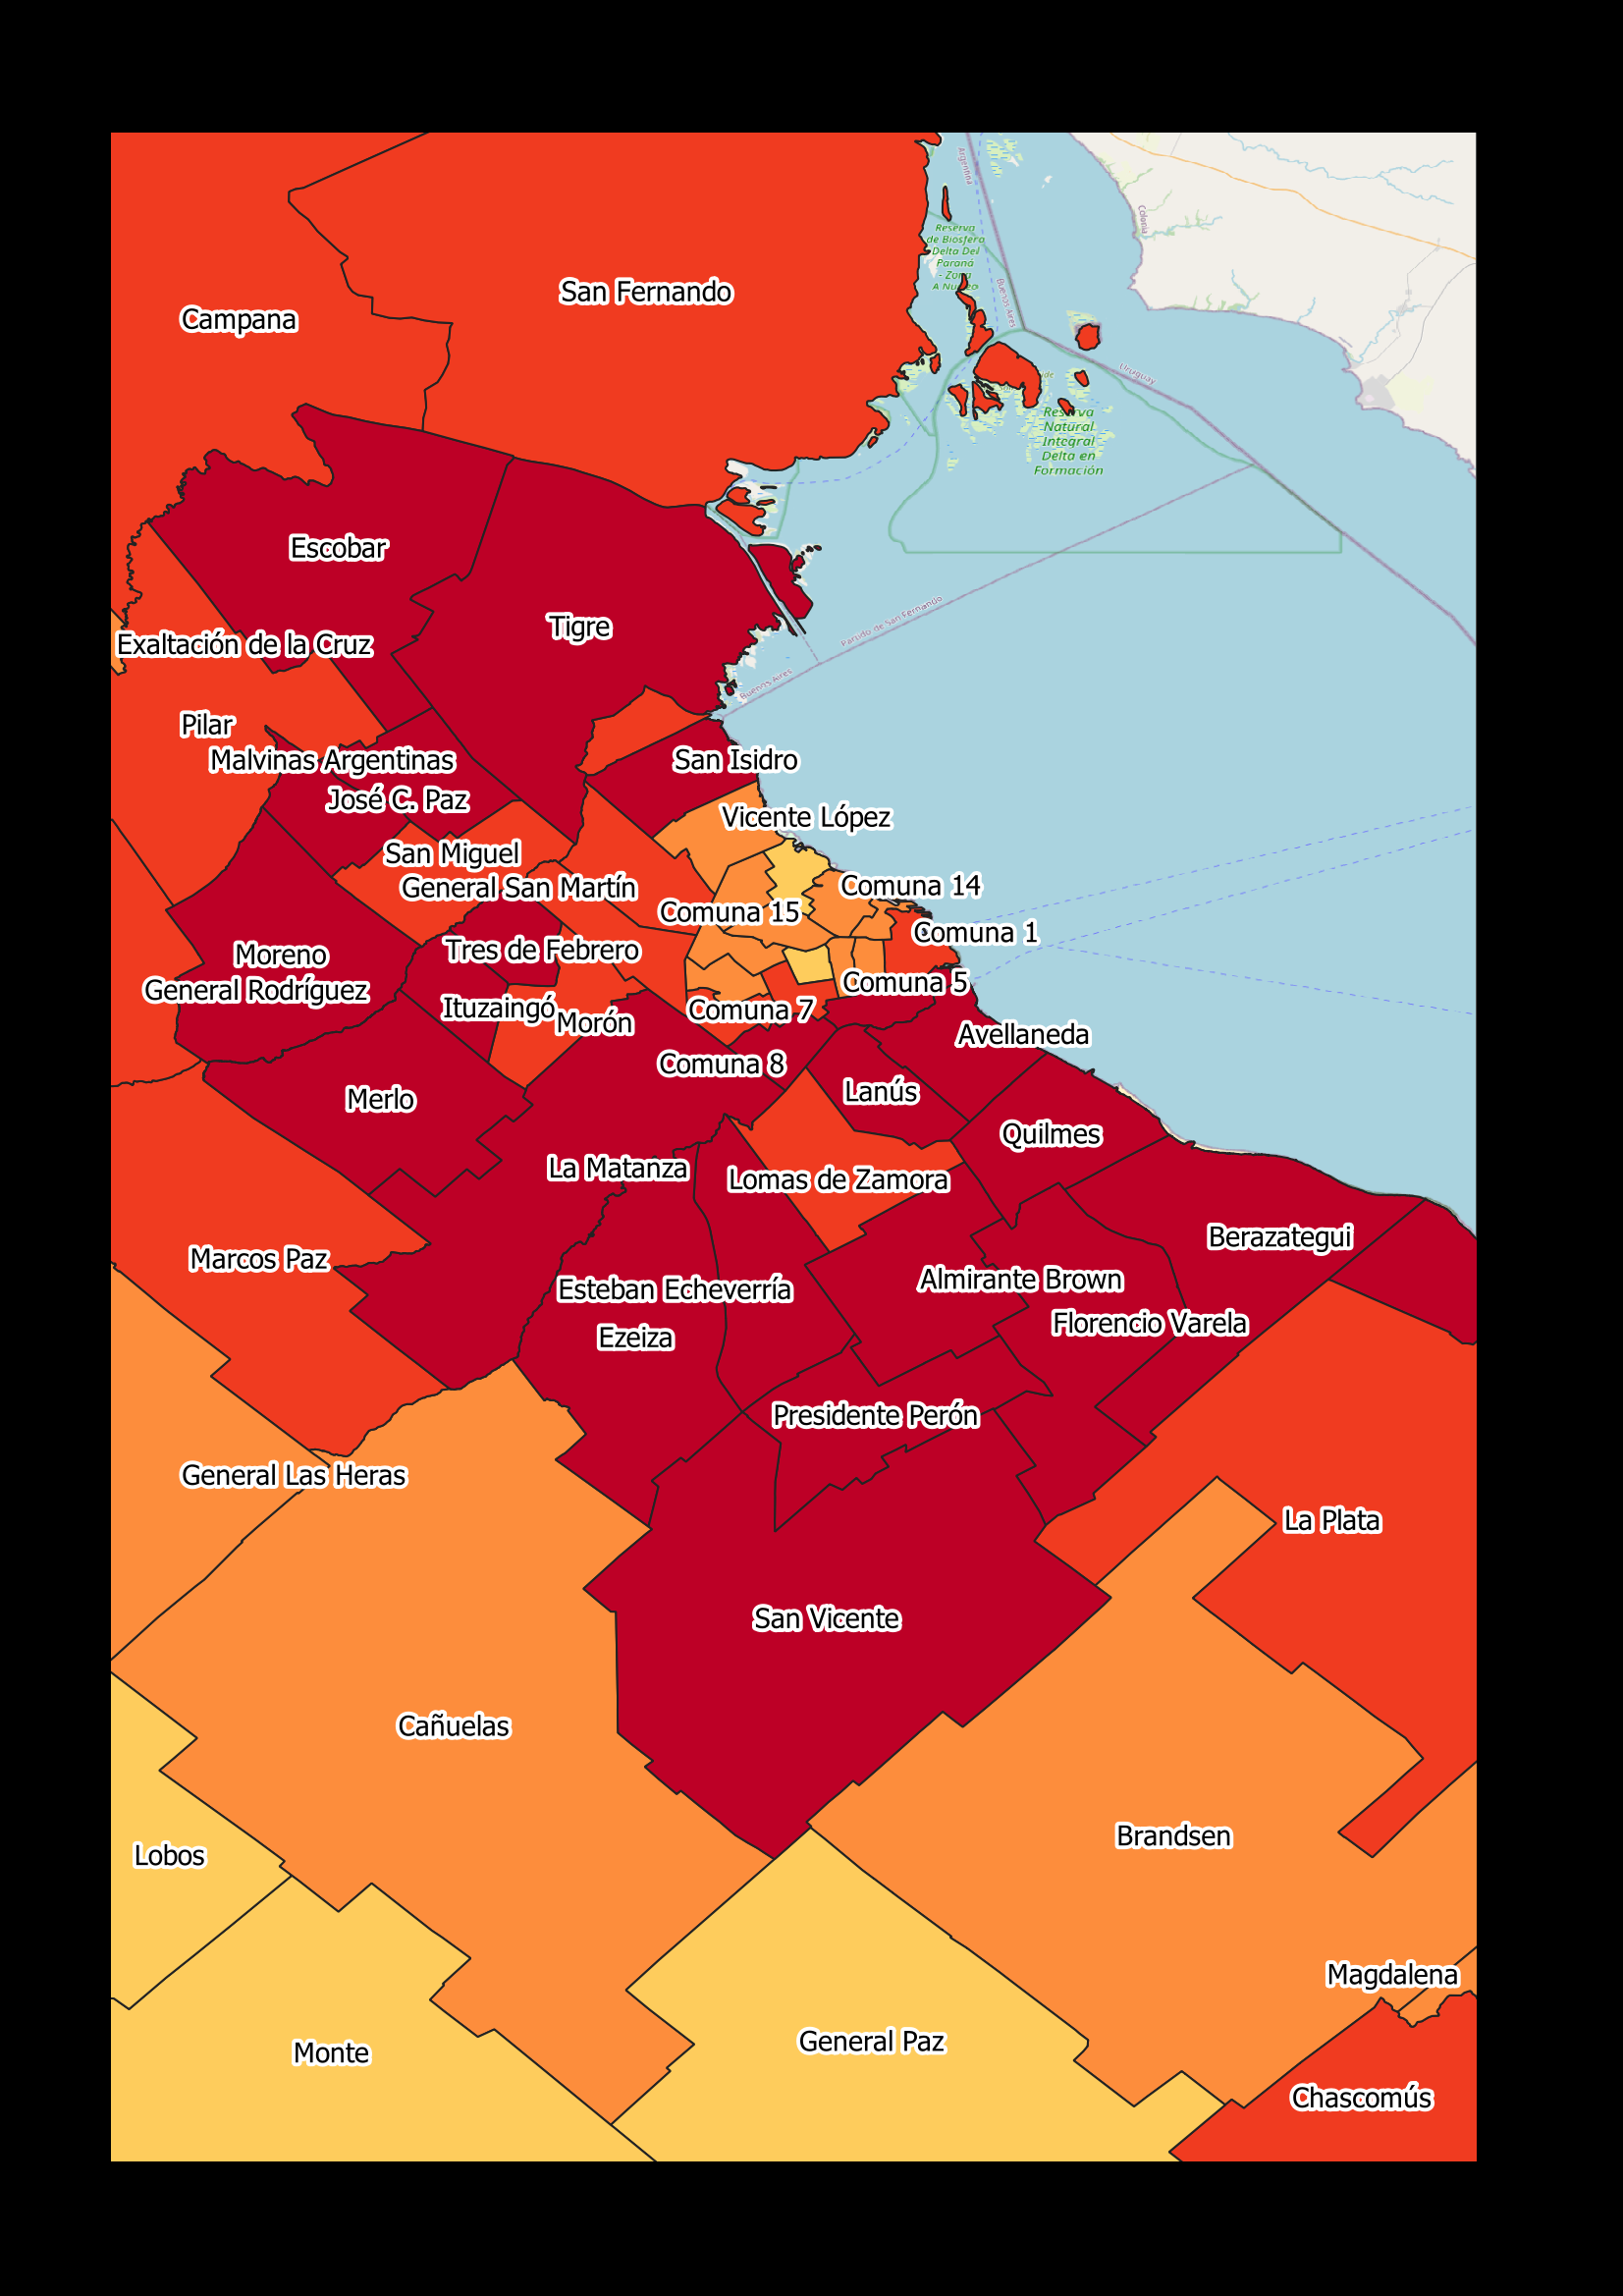 Argentina
Colonia
Reserva
de Biosfera
Delta Del
Paraná
- Zona
A Núcleo
Buenos Aires
San Fernando
Campana
Uruguay
Reserva
Natural
Integral
Delta en
Formación
Escobar
Tigre
Partido de San Fernando
Exaltación de la Cruz
Buenos Aires
Pilar
Malvinas Argentinas
San Isidro
José C. Paz
Vicente López
San Miguel
General San Martín
Comuna 14
Comuna 15
Comuna 1
Tres de Febrero
Moreno
General Rodríguez
Comuna 5
Ituzaingó
Comuna 7
Morón
Avellaneda
Comuna 8
Lanús
Merlo
Quilmes
La Matanza
Lomas de Zamora
Berazategui
Marcos Paz
Almirante Brown
Esteban Echeverría
Florencio Varela
Ezeiza
Presidente Perón
General Las Heras
La Plata
San Vicente
Cañuelas
Brandsen
Lobos
Magdalena
General Paz
Monte
Chascomús